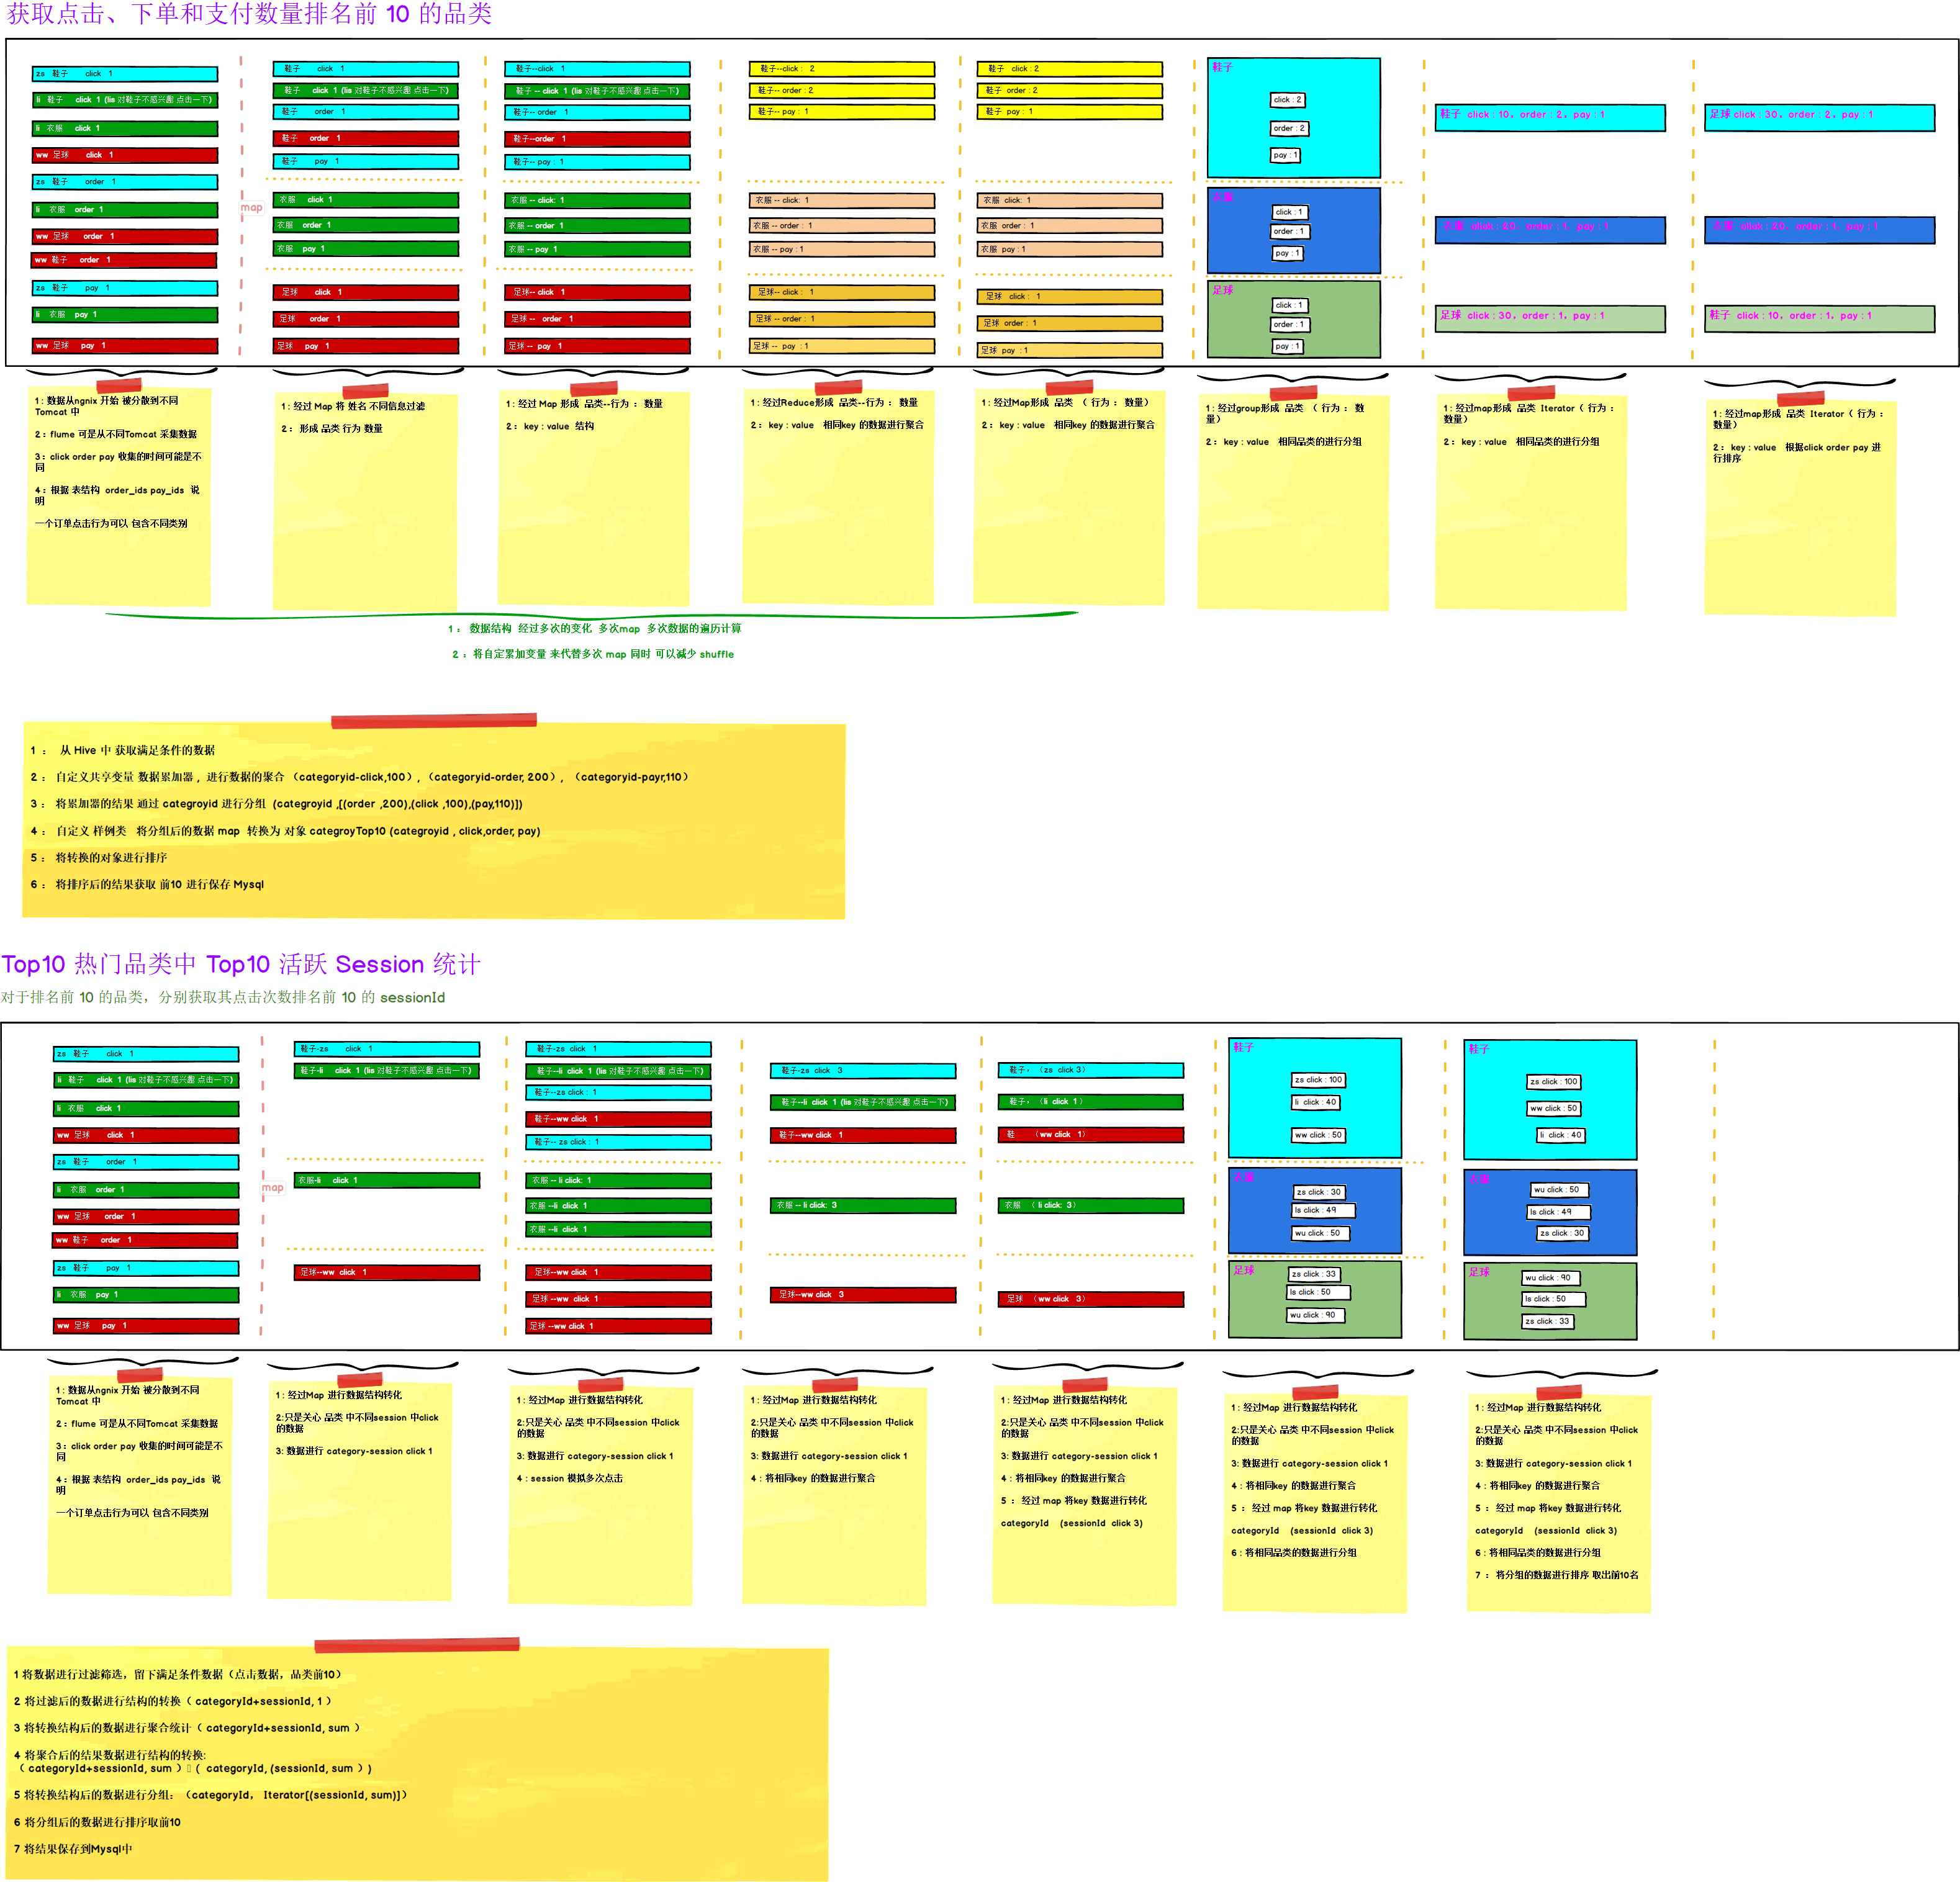 获取点击、下单和支付数量排名前 10 的品类
zs 鞋子 click 1
li 鞋子 click 1 (lis 对鞋子不感兴趣 点击一下)
li 衣服 click 1
ww 足球 click 1
zs 鞋子 order 1
li 衣服 order 1
ww 足球 order 1
ww 鞋子 order 1
zs 鞋子 pay 1
li 衣服 pay 1
ww 足球 pay 1
map
鞋子 click 1
鞋子 click 1 (lis 对鞋子不感兴趣 点击一下)
鞋子 order 1
鞋子 order 1
鞋子 pay 1
衣服 click 1
衣服 order 1
衣服 pay 1
足球 click 1
足球 order 1
足球 pay 1
鞋子--click 1
鞋子 -- click 1 (lis 对鞋子不感兴趣 点击一下)
鞋子-- order 1
鞋子--order 1
鞋子-- pay : 1
衣服 -- click: 1
衣服 -- order 1
衣服 -- pay 1
足球-- click 1
足球 -- order 1
足球 -- pay 1
鞋子--click : 2
鞋子-- order : 2
鞋子-- pay : 1
衣服 -- click: 1
衣服 -- order : 1
衣服 -- pay : 1
足球-- click : 1
足球 -- order : 1
足球 -- pay : 1
鞋子 click : 2
鞋子 order : 2
鞋子 pay : 1
衣服 click: 1
衣服 order : 1
衣服 pay : 1
足球 click : 1
足球 order : 1
足球 pay : 1
鞋子
click : 2
order : 2
pay : 1
衣服
click : 1
order : 1
pay : 1
足球
click : 1
order : 1
pay : 1
鞋子 click : 10，order : 2，pay : 1
衣服 click : 20，order : 1，pay : 1
足球 click : 30，order : 1，pay : 1
足球 click : 30，order : 2，pay : 1
衣服 click : 20，order : 1，pay : 1
鞋子 click : 10，order : 1，pay : 1
1 : 数据从ngnix 开始 被分散到不同
Tomcat 中
2 : flume 可是从不同Tomcat 采集数据
3 : click order pay 收集的时间可能是不
同
4 : 根据 表结构 order_ids pay_ids 说
明
一个订单点击行为可以 包含不同类别
1 : 经过 Map 将 姓名 不同信息过滤
2 : 形成 品类 行为 数量
1 : 经过 Map 形成 品类--行为 ： 数量
2 : key : value 结构
1 : 经过Reduce形成 品类--行为 ： 数量
2 : key : value 相同key 的数据进行聚合
1 : 经过Map形成 品类 （ 行为 ： 数量）
2 : key : value 相同key 的数据进行聚合
1 : 经过group形成 品类 （ 行为 ： 数
量）
2 : key : value 相同品类的进行分组
1 : 经过map形成 品类 Iterator（ 行为 ：
数量）
2 : key : value 相同品类的进行分组
1 : 经过map形成 品类 Iterator（ 行为 ：
数量）
2 : key : value 根据click order pay 进
行排序
1 ： 数据结构 经过多次的变化 多次map 多次数据的遍历计算
2 ：将自定累加变量 来代替多次 map 同时 可以减少 shuffle
1 ： 从 Hive 中 获取满足条件的数据
2 ： 自定义共享变量 数据累加器 , 进行数据的聚合 （categoryid-click,100）, （categoryid-order, 200）, （categoryid-payr,110）
3 ： 将累加器的结果 通过 categroyid 进行分组 (categroyid ,[(order ,200),(click ,100),(pay,110)])
4 ： 自定义 样例类 将分组后的数据 map 转换为 对象 categroyTop10 (categroyid , click,order, pay)
5 ： 将转换的对象进行排序
6 ： 将排序后的结果获取 前10 进行保存 Mysql
Top10 热门品类中 Top10 活跃 Session 统计
对于排名前 10 的品类，分别获取其点击次数排名前 10 的 sessionId
zs 鞋子 click 1
li 鞋子 click 1 (lis 对鞋子不感兴趣 点击一下)
li 衣服 click 1
ww 足球 click 1
zs 鞋子 order 1
li 衣服 order 1
ww 足球 order 1
ww 鞋子 order 1
zs 鞋子 pay 1
li 衣服 pay 1
ww 足球 pay 1
map
鞋子-zs click 1
鞋子-li click 1 (lis 对鞋子不感兴趣 点击一下)
衣服-li click 1
足球--ww click 1
鞋子-zs click 1
鞋子--li click 1 (lis 对鞋子不感兴趣 点击一下)
鞋子--zs click : 1
鞋子--ww click 1
鞋子-- zs click : 1
衣服 -- li click: 1
衣服 --li click 1
衣服 --li click 1
足球--ww click 1
足球 --ww click 1
足球 --ww click 1
鞋子-zs click 3
鞋子--li click 1 (lis 对鞋子不感兴趣 点击一下)
鞋子--ww click 1
衣服 -- li click: 3
足球--ww click 3
鞋子，（zs click 3）
鞋子，（li click 1）
鞋 （ww click 1）
衣服 （ li click: 3）
足球 （ww click 3）
鞋子
zs click : 100
li click : 40
ww click : 50
衣服
zs click : 30
ls click : 49
wu click : 50
足球
zs click : 33
ls click : 50
wu click : 90
鞋子
zs click : 100
ww click : 50
li click : 40
衣服
wu click : 50
ls click : 49
zs click : 30
足球
wu click : 90
ls click : 50
zs click : 33
1 : 数据从ngnix 开始 被分散到不同
Tomcat 中
2 : flume 可是从不同Tomcat 采集数据
3 : click order pay 收集的时间可能是不
同
4 : 根据 表结构 order_ids pay_ids 说
明
一个订单点击行为可以 包含不同类别
1 : 经过Map 进行数据结构转化
2:只是关心 品类 中不同session 中click
的数据
3: 数据进行 category-session click 1
1 : 经过Map 进行数据结构转化
2:只是关心 品类 中不同session 中click
的数据
3: 数据进行 category-session click 1
4 : session 模拟多次点击
1 : 经过Map 进行数据结构转化
2:只是关心 品类 中不同session 中click
的数据
3: 数据进行 category-session click 1
4 : 将相同key 的数据进行聚合
1 : 经过Map 进行数据结构转化
2:只是关心 品类 中不同session 中click
的数据
3: 数据进行 category-session click 1
4 : 将相同key 的数据进行聚合
5 ： 经过 map 将key 数据进行转化
categoryId (sessionId click 3)
1 : 经过Map 进行数据结构转化
2:只是关心 品类 中不同session 中click
的数据
3: 数据进行 category-session click 1
4 : 将相同key 的数据进行聚合
5 ： 经过 map 将key 数据进行转化
categoryId (sessionId click 3)
6 : 将相同品类的数据进行分组
1 : 经过Map 进行数据结构转化
2:只是关心 品类 中不同session 中click
的数据
3: 数据进行 category-session click 1
4 : 将相同key 的数据进行聚合
5 ： 经过 map 将key 数据进行转化
categoryId (sessionId click 3)
6 : 将相同品类的数据进行分组
7 ： 将分组的数据进行排序 取出前10名
1 将数据进行过滤筛选，留下满足条件数据（点击数据，品类前10）
2 将过滤后的数据进行结构的转换（ categoryId+sessionId, 1 ）
3 将转换结构后的数据进行聚合统计（ categoryId+sessionId, sum ）
4 将聚合后的结果数据进行结构的转换:
（ categoryId+sessionId, sum ） ( categoryId, (sessionId, sum ) )
5 将转换结构后的数据进行分组：（categoryId， Iterator[(sessionId, sum)]）
6 将分组后的数据进行排序取前10
7 将结果保存到Mysql中